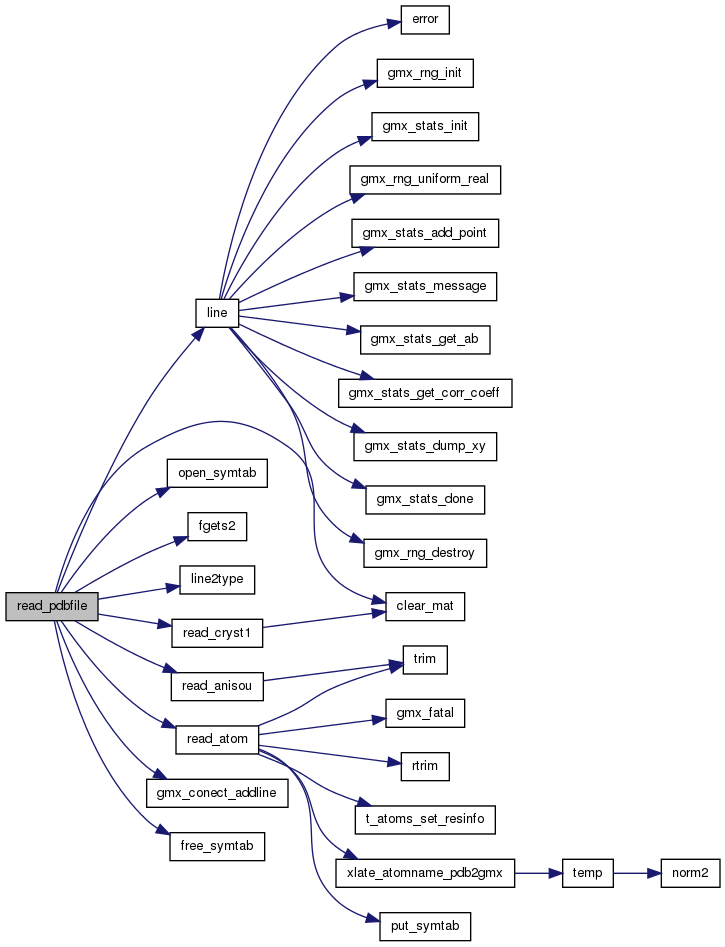 error
gmx_rng_init
gmx_stats_init
gmx_rng_uniform_real
gmx_stats_add_point
gmx_stats_message
line
gmx_stats_get_ab
gmx_stats_get_corr_coeff
gmx_stats_dump_xy
open_symtab
gmx_stats_done
fgets2
gmx_rng_destroy
line2type
read_pdbfile
clear_mat
read_cryst1
trim
read_anisou
gmx_fatal
read_atom
rtrim
gmx_conect_addline
t_atoms_set_resinfo
free_symtab
xlate_atomname_pdb2gmx
temp
norm2
put_symtab